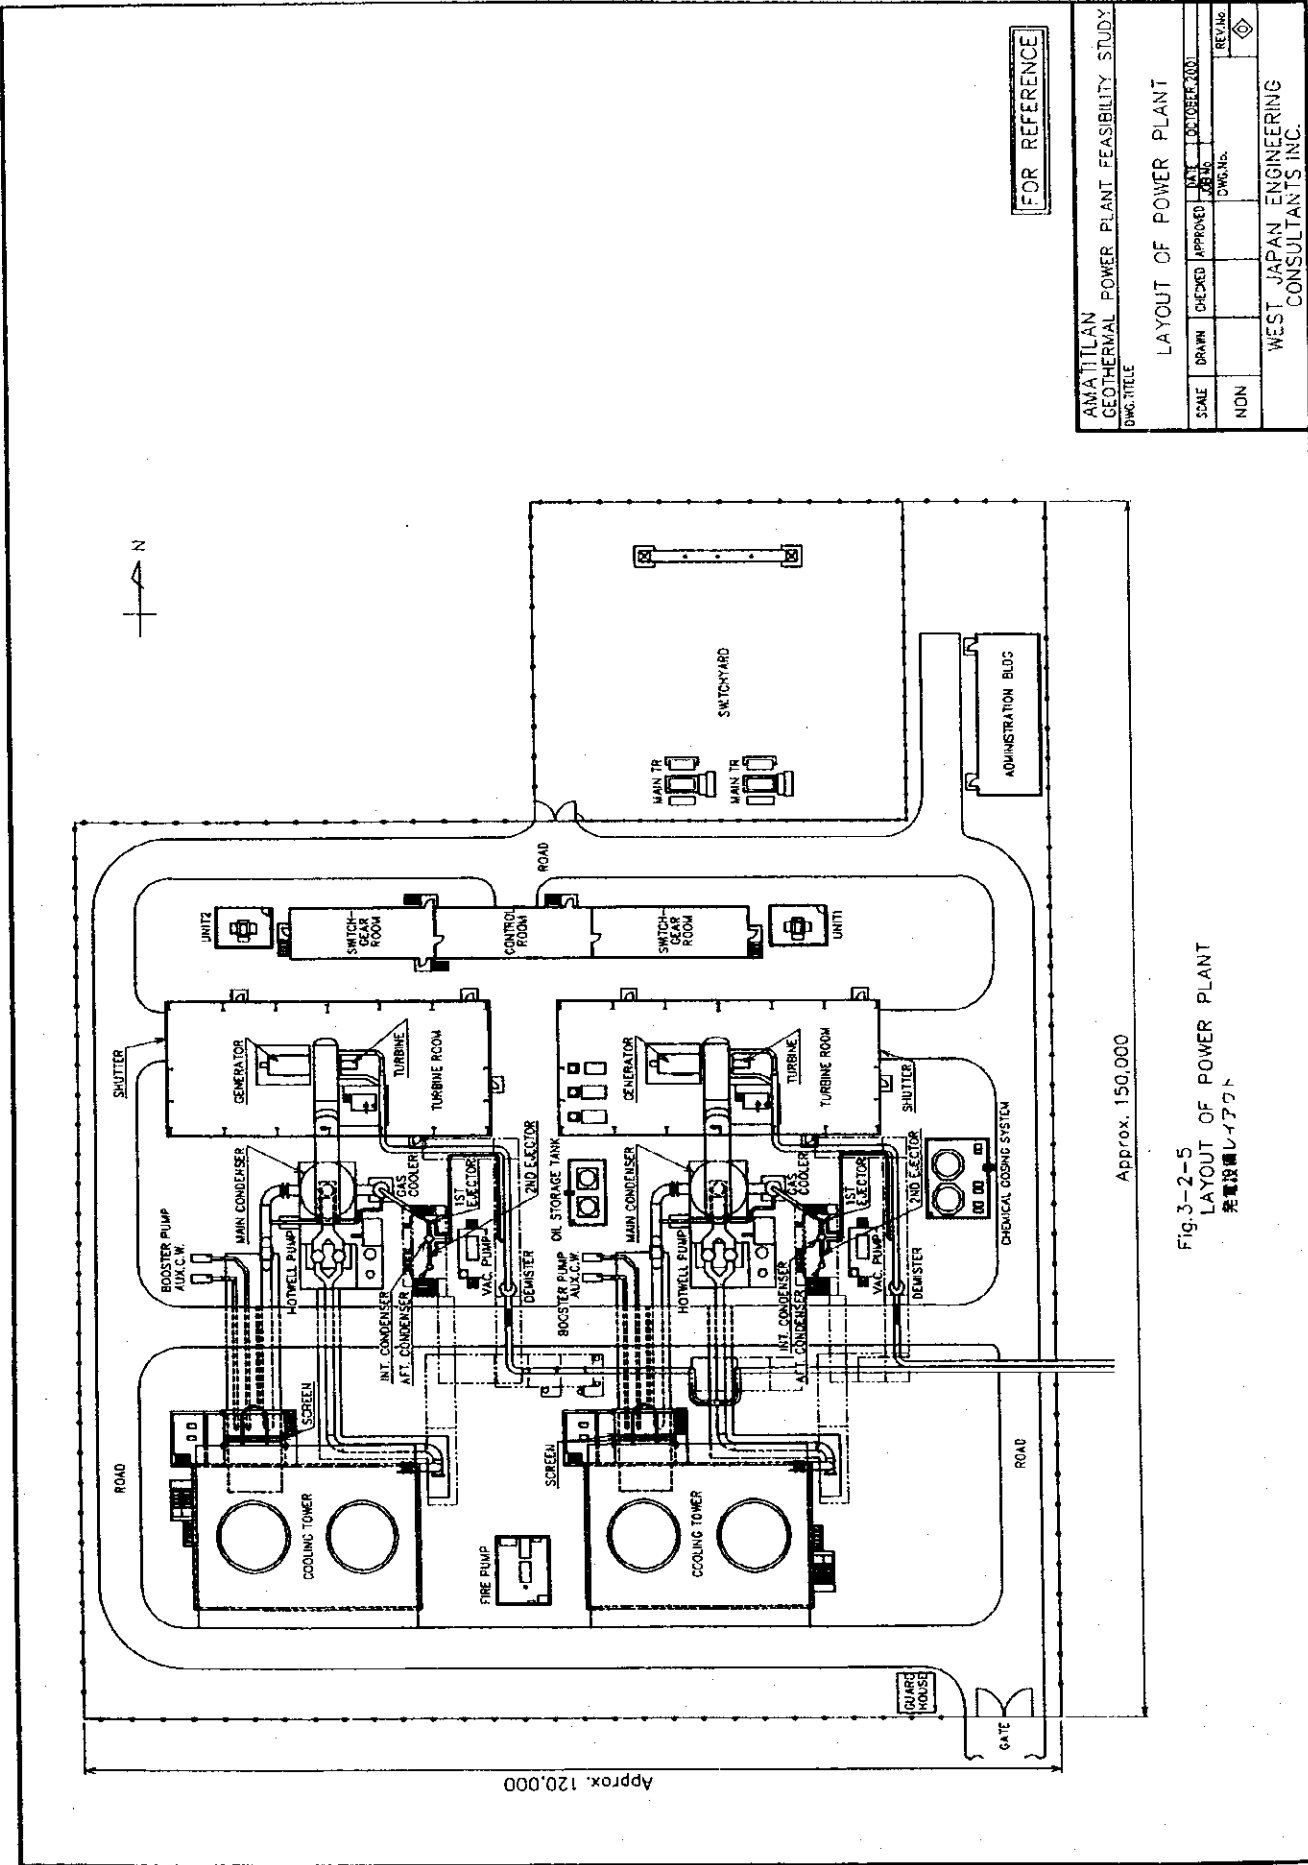 FOR REFERENCE
AMATITLAN
GEOTHERMAL POWER PLANT FEASIBILITY STUDY
DWG.TITELE
LAYOUT OF POWER PLANT
SCALE
DRAWN
CHECKED
APPROVED
DATE
OCTOBER,2001
JOB No.
DWG.No.
REV.No.
0
NON
WEST JAPAN ENGINEERING
CONSULTANTS INC.
N
SHUTTER
UNIT2
SWITCH-
GEAR
ROOM
CONTROL
ROOM
SWITCH-
GEAR
ROOM
UNIT1
ROAD
SWITCHYARD
MAIN TR
MAIN TR
ADMINISTRATION BLDG
GENERATOR
TURBINE
TURBINE ROOM
GENERATOR
TURBINE
TURBINE ROOM
SHUTTER
BOOSTER PUMP
AUX.C.W.
MAIN CONDENSER
HOTWELL PUMP
GAS
COOLER
1ST
EJECTOR
2ND EJECTOR
VAC. PUMP
DEMISTER
INT. CONDENSER
AFT. CONDENSER
OIL STORAGE TANK
BOOSTER PUMP
AUX.C.W.
MAIN CONDENSER
HOTWELL PUMP
GAS
COOLER
1ST
EJECTOR
2ND EJECTOR
VAC. PUMP
DEMISTER
INT. CONDENSER
AFT. CONDENSER
CHEMICAL DOSING SYSTEM
ROAD
SCREEN
COOLING TOWER
FIRE PUMP
SCREEN
COOLING TOWER
ROAD
GUARD
HOUSE
GATE
Approx. 120,000
Approx. 150,000
Fig.3-2-5
LAYOUT OF POWER PLANT
発電設備レイアウト